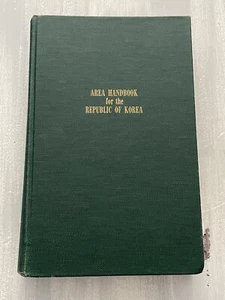 AREA HANDBOOK
for the
REPUBLIC OF KOREA